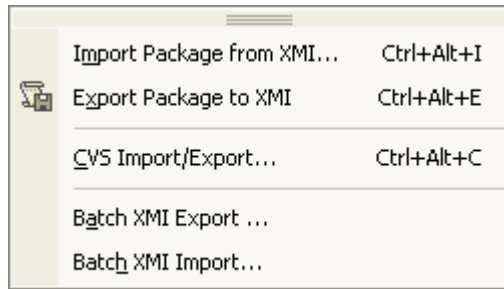 Import Package from XMI... Ctrl+Alt+I
Export Package to XMI Ctrl+Alt+E
CVS Import/Export... Ctrl+Alt+C
Batch XMI Export ...
Batch XMI Import...